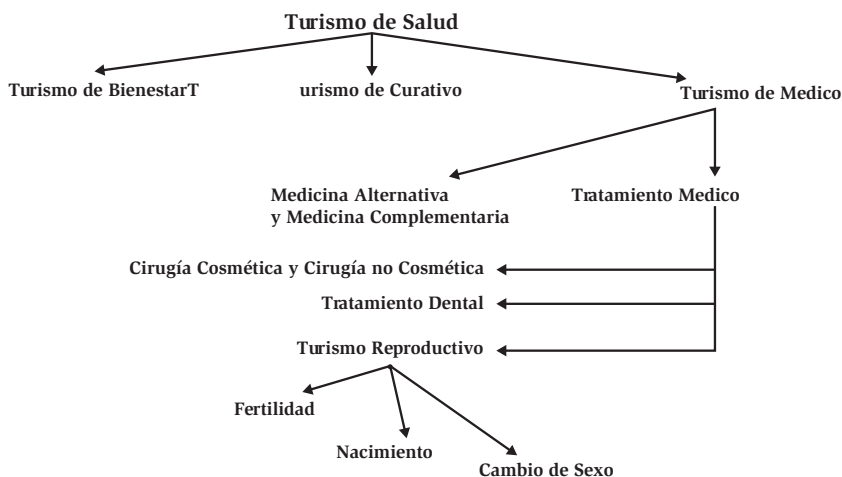 Turismo de Salud
Turismo de BienestarT
urismo de Curativo
Turismo de Medico
Medicina Alternativa
y Medicina Complementaria
Tratamiento Medico
Cirugía Cosmética y Cirugía no Cosmética
Tratamiento Dental
Turismo Reproductivo
Fertilidad
Nacimiento
Cambio de Sexo